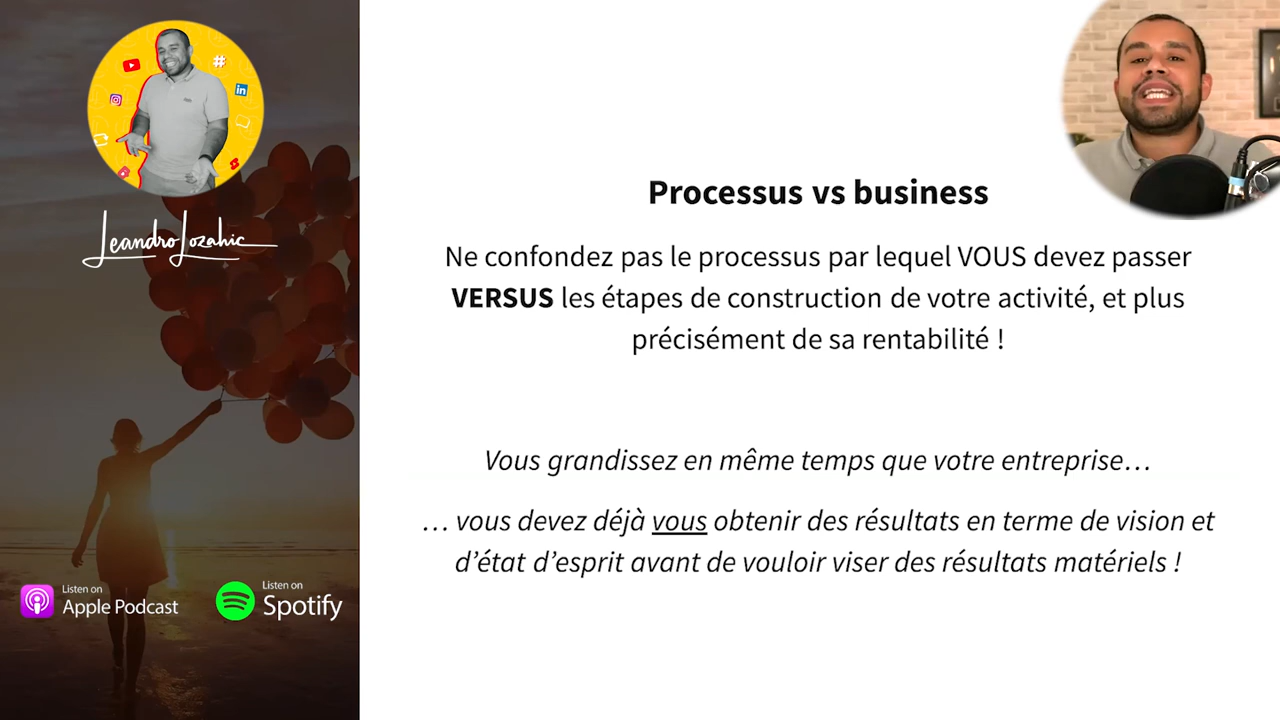 Leandro Lozahic
Listen on
Apple Podcast
Listen on
Spotify
Processus vs business
Ne confondez pas le processus par lequel VOUS devez passer
VERSUS les étapes de construction de votre activité, et plus
précisément de sa rentabilité !
Vous grandissez en même temps que votre entreprise…
… vous devez déjà vous obtenir des résultats en terme de vision et
d’état d’esprit avant de vouloir viser des résultats matériels !